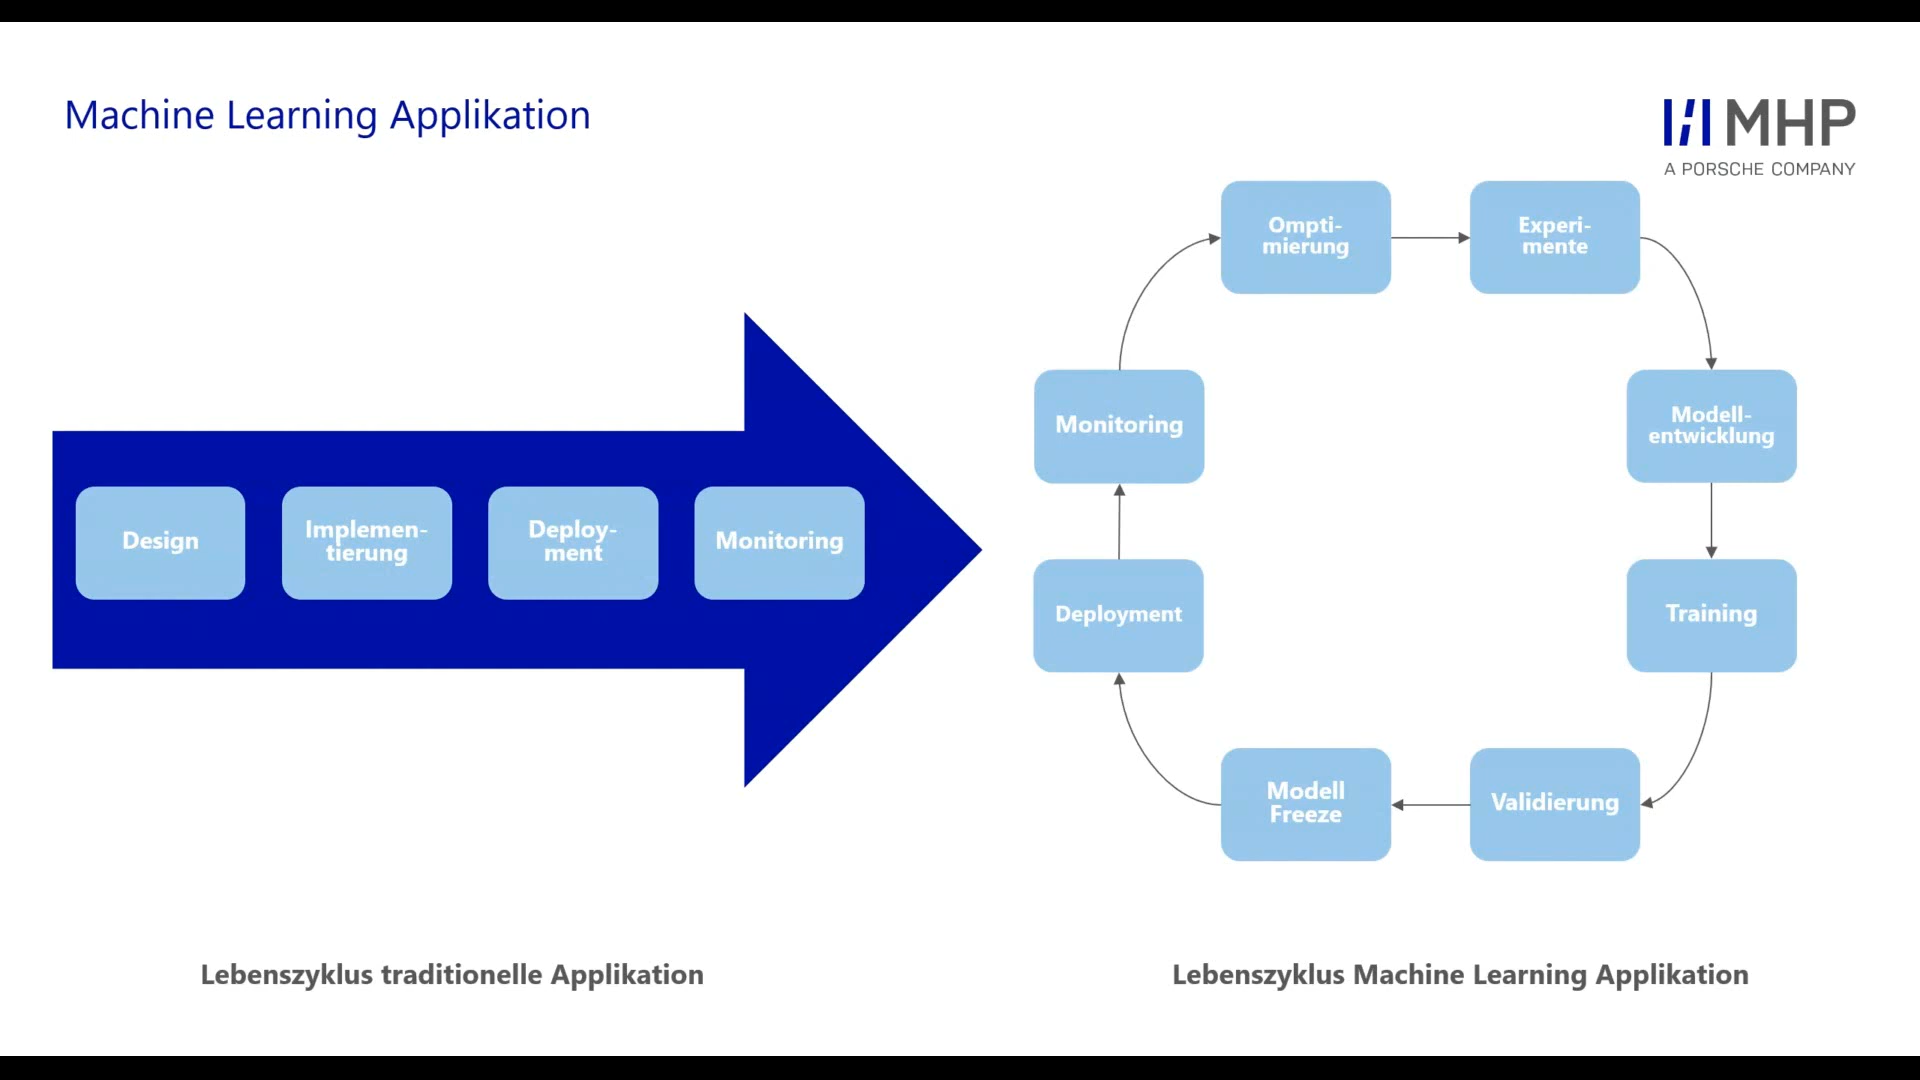 Machine Learning Applikation
MHP
A PORSCHE COMPANY
Design
Implemen-
tierung
Deploy-
ment
Monitoring
Lebenszyklus traditionelle Applikation
Ompti-
mierung
Experi-
mente
Modell-
entwicklung
Training
Validierung
Modell
Freeze
Deployment
Monitoring
Lebenszyklus Machine Learning Applikation